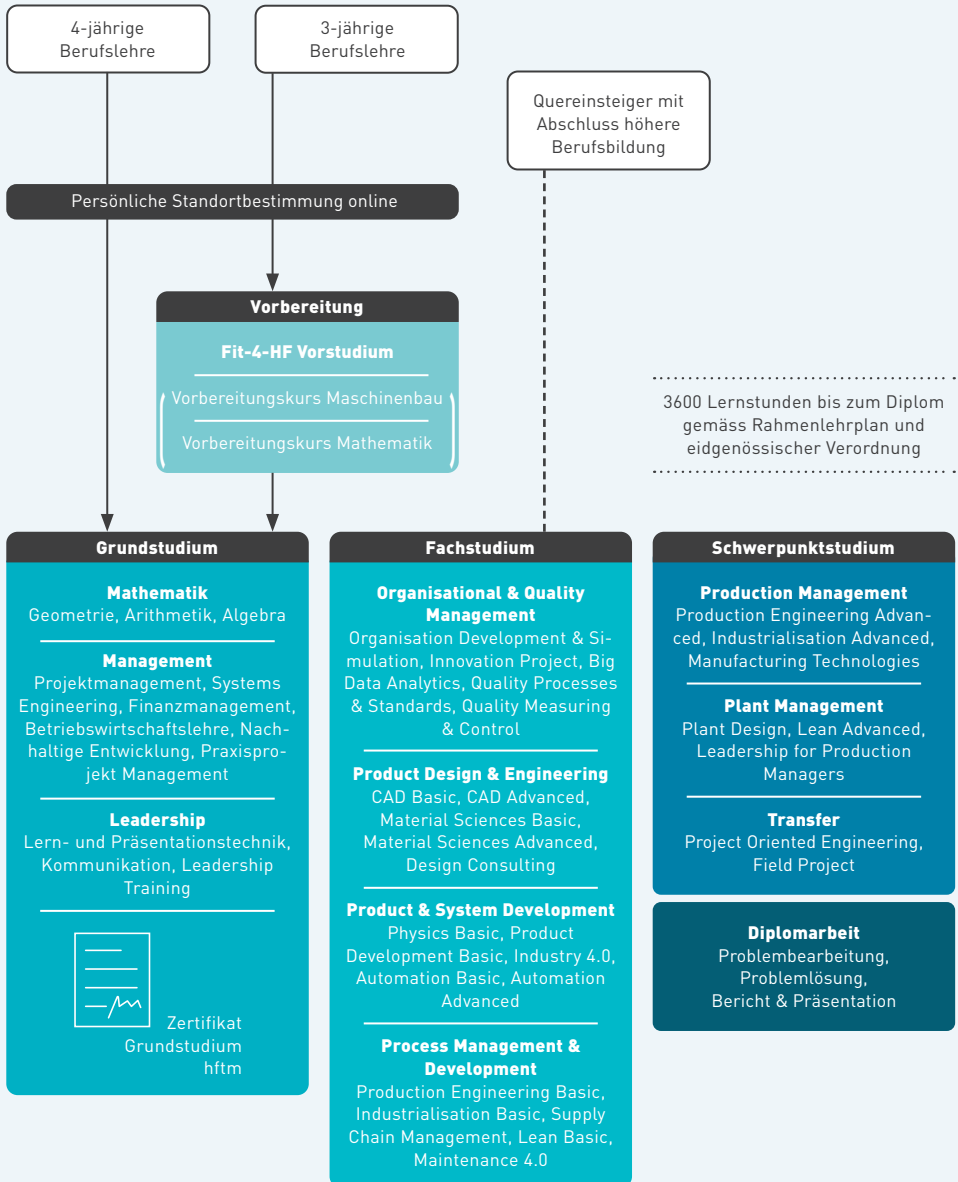 4-jährige
Berufslehre
3-jährige
Berufslehre
Quereinsteiger mit
Abschluss höhere
Berufsbildung
Persönliche Standortbestimmung online
Vorbereitung
Fit-4-HF Vorstudium
Vorbereitungskurs Maschinenbau
Vorbereitungskurs Mathematik
3600 Lernstunden bis zum Diplom
gemäss Rahmenlehrplan und
eidgenössischer Verordnung
Grundstudium
Mathematik
Geometrie, Arithmetik, Algebra
Management
Projektmanagement, Systems
Engineering, Finanzmanagement,
Betriebswirtschaftslehre, Nach-
haltige Entwicklung, Praxispro-
jekt Management
Leadership
Lern- und Präsentationstechnik,
Kommunikation, Leadership
Training
Zertifikat
Grundstudium
hftm
Fachstudium
Organisational & Quality
Management
Organisation Development & Si-
mulation, Innovation Project, Big
Data Analytics, Quality Processes
& Standards, Quality Measuring
& Control
Product Design & Engineering
CAD Basic, CAD Advanced,
Material Sciences Basic,
Material Sciences Advanced,
Design Consulting
Product & System Development
Physics Basic, Product
Development Basic, Industry 4.0,
Automation Basic, Automation
Advanced
Process Management &
Development
Production Engineering Basic,
Industrialisation Basic, Supply
Chain Management, Lean Basic,
Maintenance 4.0
Schwerpunktstudium
Production Management
Production Engineering Advan-
ced, Industrialisation Advanced,
Manufacturing Technologies
Plant Management
Plant Design, Lean Advanced,
Leadership for Production
Managers
Transfer
Project Oriented Engineering,
Field Project
Diplomarbeit
Problembearbeitung,
Problemlösung,
Bericht & Präsentation